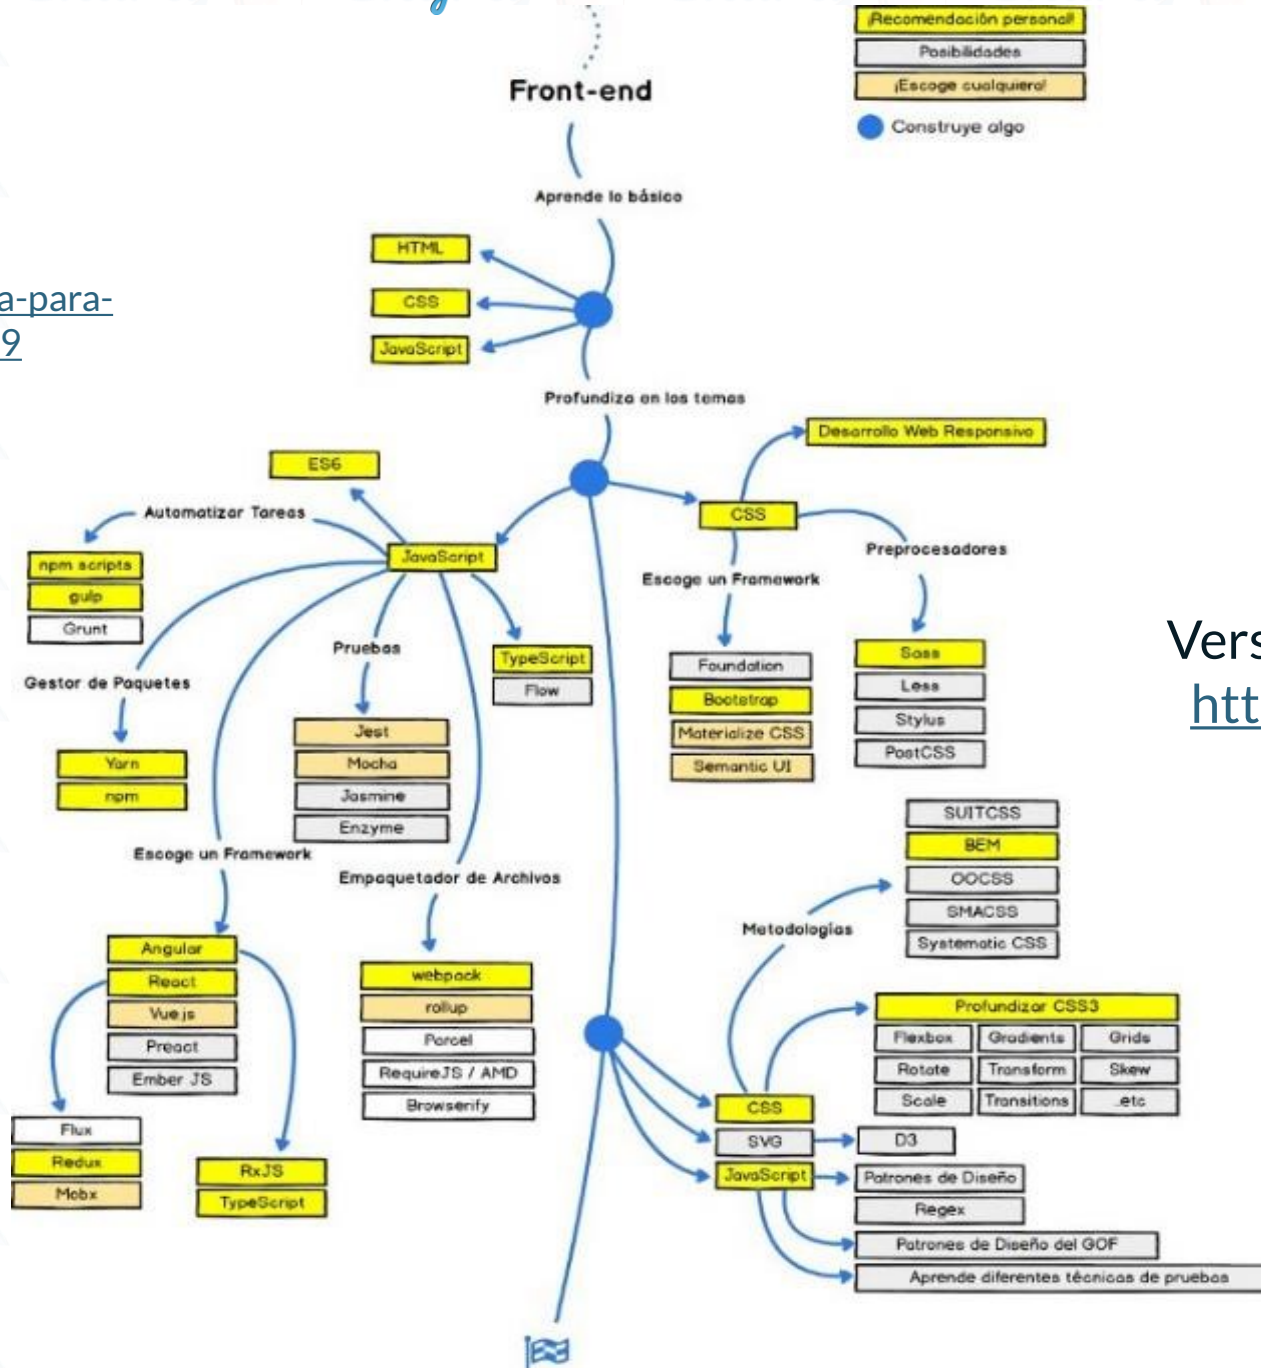 ¡Recomendación personal!
Posibilidades
¡Escoge cualquiera!
Construye algo
Front-end
Aprende lo básico
HTML
CSS
JavaScript
a-para-
9
Profundiza en los temas
Desarrollo Web Responsivo
ES6
Automatizar Tareas
CSS
JavaScript
Preprocesadores
npm scripts
gulp
Grunt
Escoge un Framework
Pruebas
TypeScript
Flow
Foundation
Bootstrap
Materialize CSS
Semantic UI
Sass
Less
Stylus
PostCSS
Vers
htt
Gestor de Paquetes
Yarn
npm
Jest
Mocha
Jasmine
Enzyme
Escoge un Framework
Empaquetador de Archivos
SUITCSS
BEM
OOCSS
SMACSS
Systematic CSS
Metodologías
Angular
React
Vue.js
Preact
Ember JS
webpack
rollup
Parcel
RequireJS / AMD
Browserify
Profundizar CSS3
Flexbox Gradients Grids
Rotate Transform Skew
Scale Transitions ..etc
CSS
SVG
D3
JavaScript
Patrones de Diseño
Regex
Patrones de Diseño del GOF
Aprende diferentes técnicas de pruebas
Flux
Redux
Mobx
RxJS
TypeScript